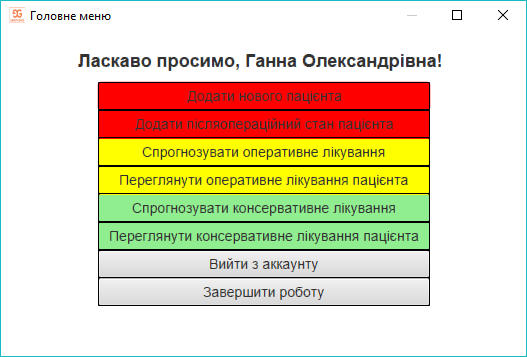 Головне меню
Ласкаво просимо, Ганна Олександрівна!
Додати нового пацієнта
Додати післяопераційний стан пацієнта
Спрогнозувати оперативне лікування
Переглянути оперативне лікування пацієнта
Спрогнозувати консервативне лікування
Переглянути консервативне лікування пацієнта
Вийти з аккаунту
Завершити роботу